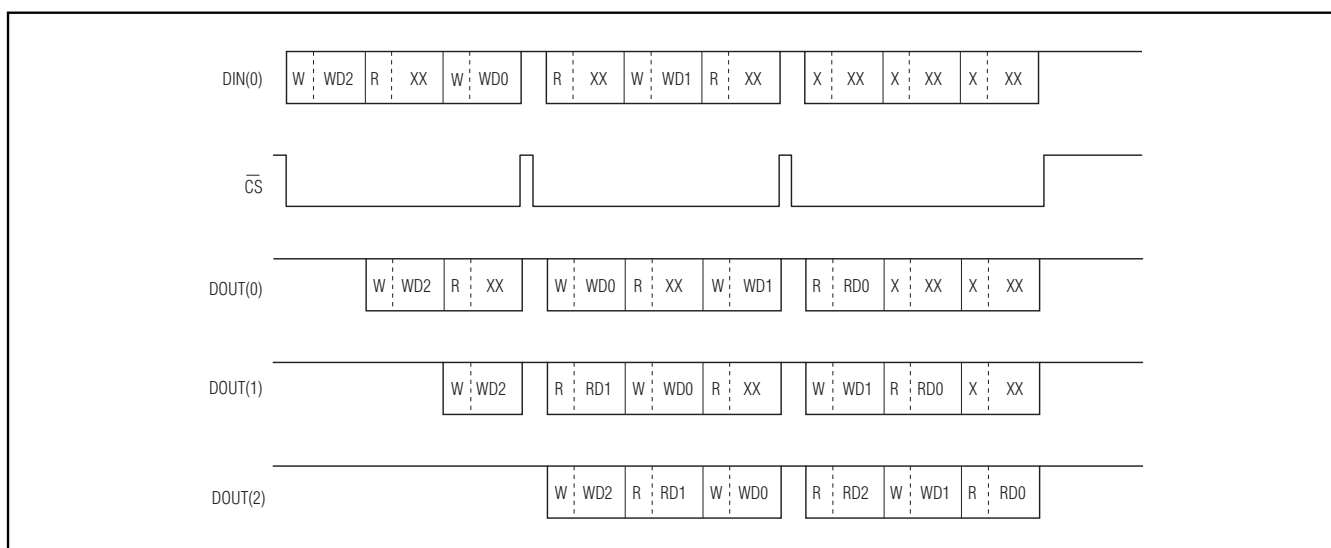 DIN(0) W WD2 R XX W WD0 R XX W WD1 R XX X XX X XX X XX
CS
DOUT(0) W WD2 R XX W WD0 R XX W WD1 R RD0 X XX X XX
DOUT(1) W WD2 R RD1 W WD0 R XX W WD1 R RD0 X XX
DOUT(2) W WD2 R RD1 W WD0 R RD2 W WD1 R RD0